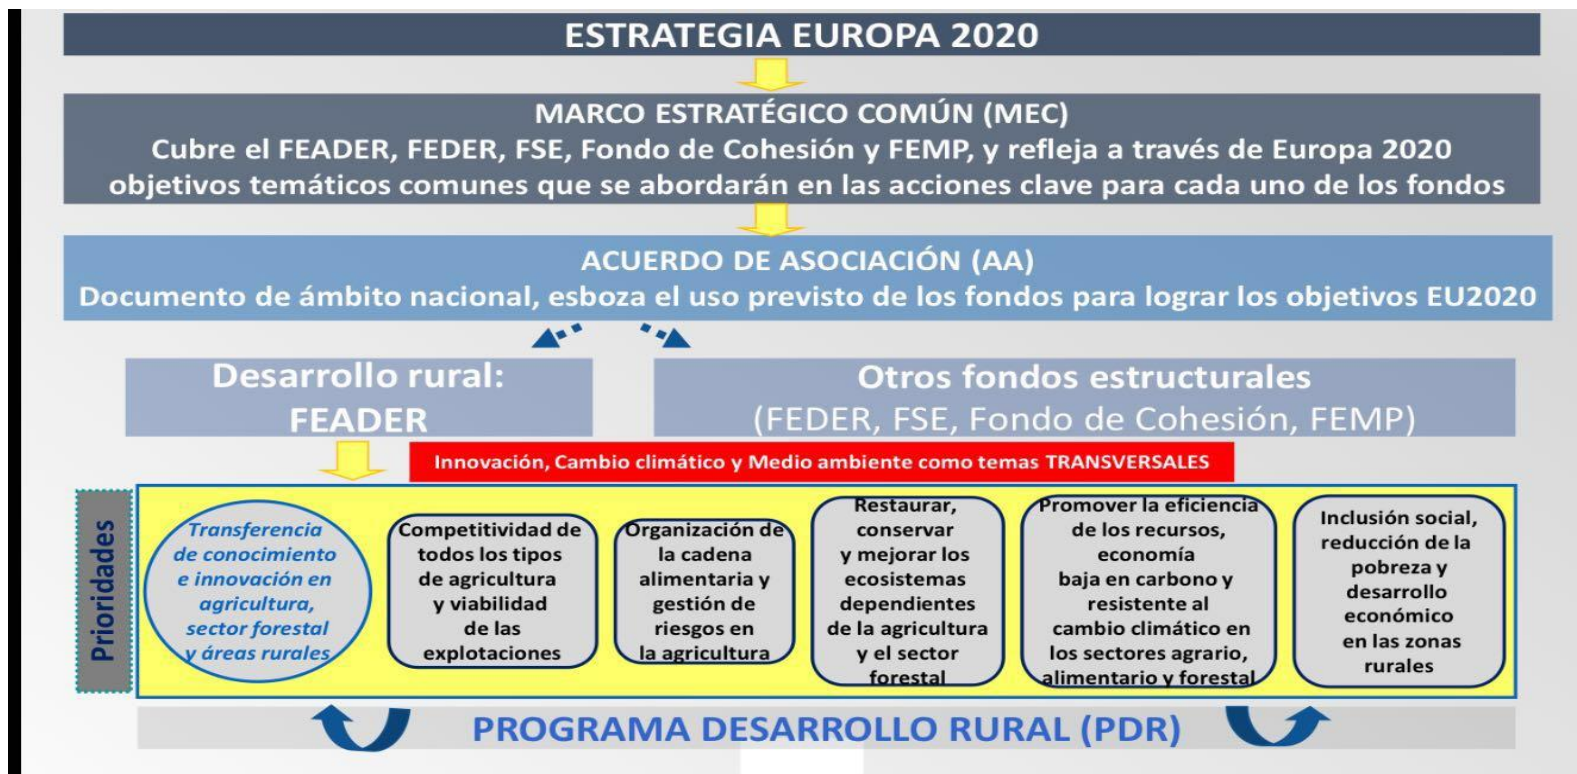 ESTRATEGIA EUROPA 2020
MARCO ESTRATÉGICO COMÚN (MEC)
Cubre el FEADER, FEDER, FSE, Fondo de Cohesión y FEMP, y refleja a través de Europa 2020
objetivos temáticos comunes que se abordarán en las acciones clave para cada uno de los fondos
ACUERDO DE ASOCIACIÓN (AA)
Documento de ámbito nacional, esboza el uso previsto de los fondos para lograr los objetivos EU2020
Desarrollo rural:
FEADER
Otros fondos estructurales
(FEDER, FSE, Fondo de Cohesión, FEMP)
Innovación, Cambio climático y Medio ambiente como temas TRANSVERSALES
Prioridades
Transferencia
de conocimiento
e innovación en
agricultura,
sector forestal
y áreas rurales
Competitividad de
todos los tipos
de agricultura
y viabilidad
de las
explotaciones
Organización de
la cadena
alimentaria y
gestión de
riesgos en
la agricultura
Restaurar,
conservar
y mejorar los
ecosistemas
dependientes
de la agricultura
y el sector
forestal
Promover la eficiencia
de los recursos,
economía
baja en carbono y
resistente al
cambio climático en
los sectores agrario,
alimentario y forestal
Inclusión social,
reducción de la
pobreza y
desarrollo
económico
en las zonas
rurales
PROGRAMA DESARROLLO RURAL (PDR)